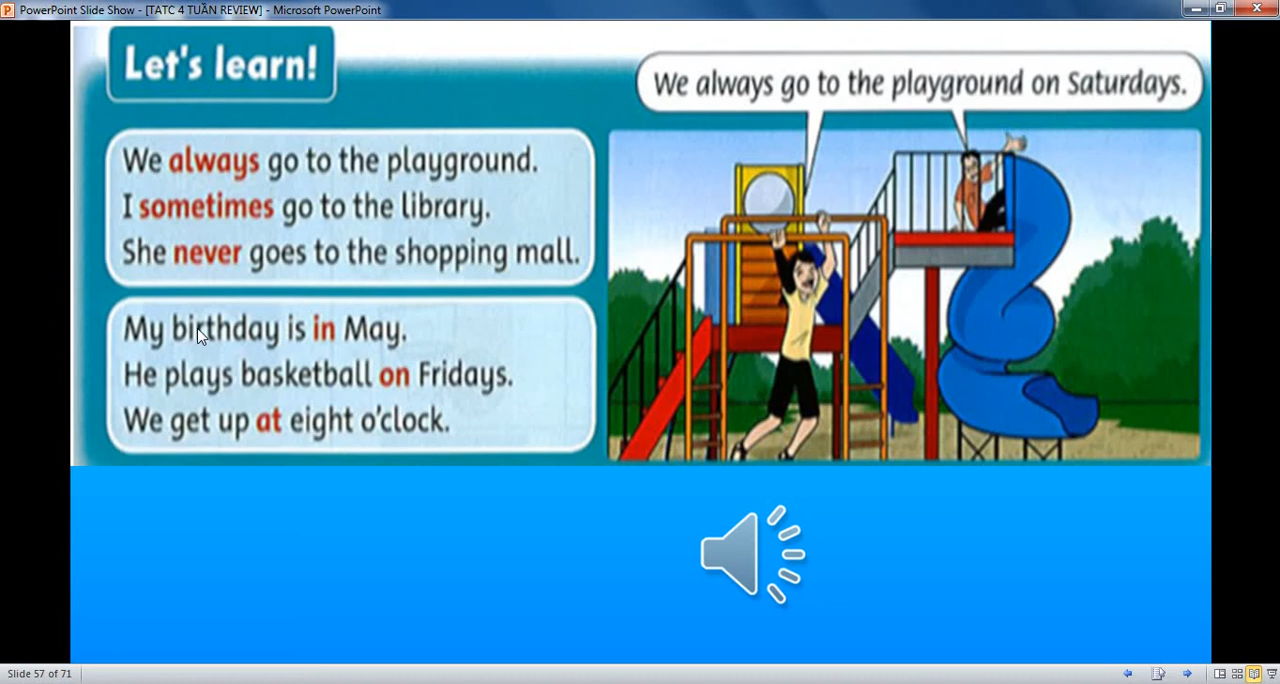 PowerPoint Slide Show - [TATC 4 TUẦN REVIEW] - Microsoft PowerPoint
Let's learn!
We always go to the playground on Saturdays.
We always go to the playground.
I sometimes go to the library.
She never goes to the shopping mall.
My birthday is in May.
He plays basketball on Fridays.
We get up at eight o'clock.
Slide 57 of 71